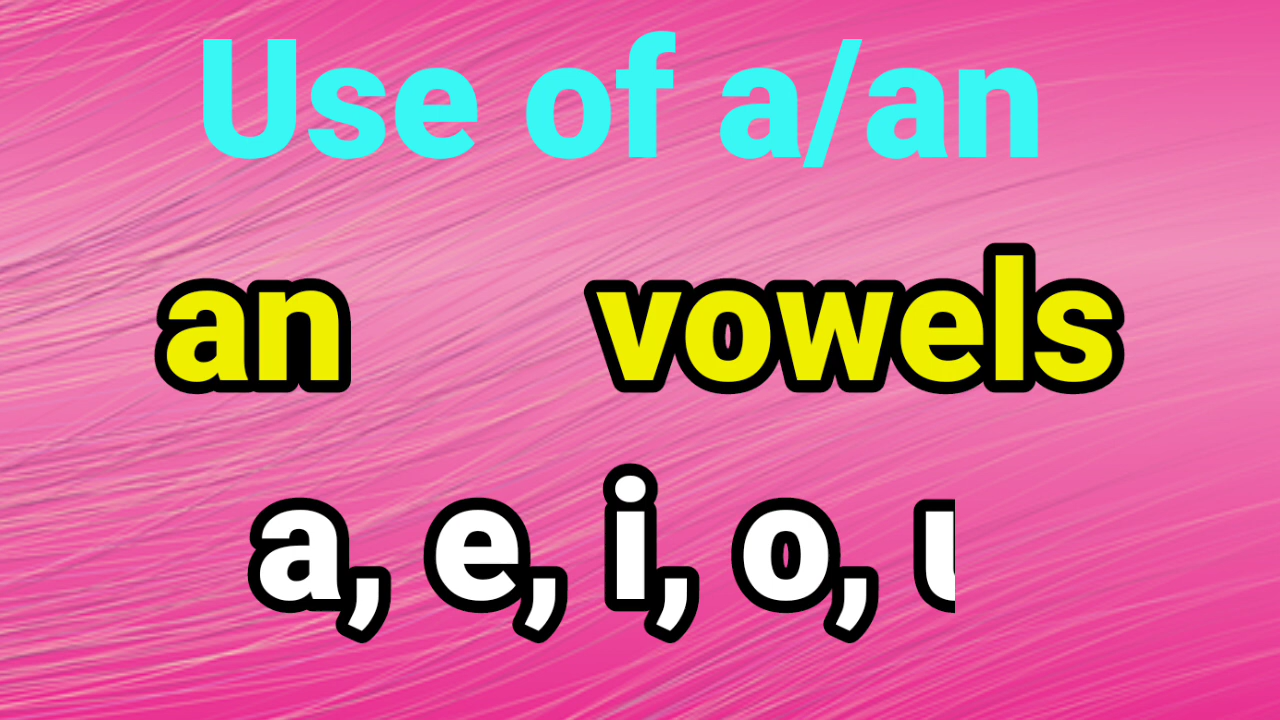 Use of a/an
an vowels
a, e, i, o,